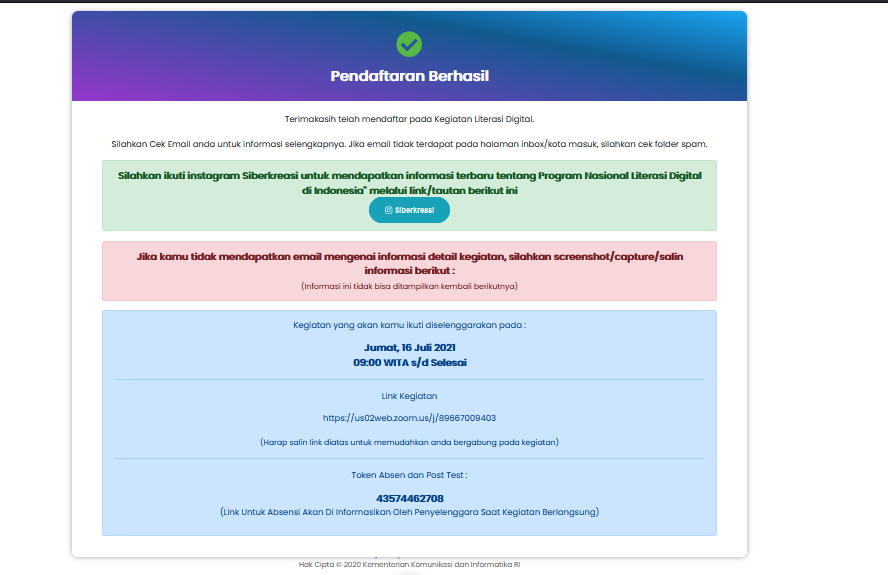 Pendaftaran Berhasil
Terimakasih telah mendaftar pada Kegiatan Literasi Digital.
Silahkan Cek Email anda untuk informasi selengkapnya. Jika email tidak terdapat pada halaman inbox/kota masuk, silahkan cek folder spam.
Silahkan ikuti instagram Siberkreasi untuk mendapatkan informasi terbaru tentang Program Nasional Literasi Digital
di Indonesia" melalui link/tautan berikut ini
Siberkreasi
Jika kamu tidak mendapatkan email mengenai informasi detail kegiatan, silahkan screenshot/capture/salin
informasi berikut :
(Informasi ini tidak bisa ditampilkan kembali berikutnya)
Kegiatan yang akan kamu ikuti diselenggarakan pada :
Jumat, 16 Juli 2021
09:00 WITA s/d Selesai
Link Kegiatan
https://us02web.zoom.us/j/89667009403
(Harap salin link diatas untuk memudahkan anda bergabung pada kegiatan)
Token Absen dan Post Test :
43574462708
(Link Untuk Absensi Akan Di Informasikan Oleh Penyelenggara Saat Kegiatan Berlangsung)
Hak Cipta © 2020 Kementerian Komunikasi dan Informatika RI